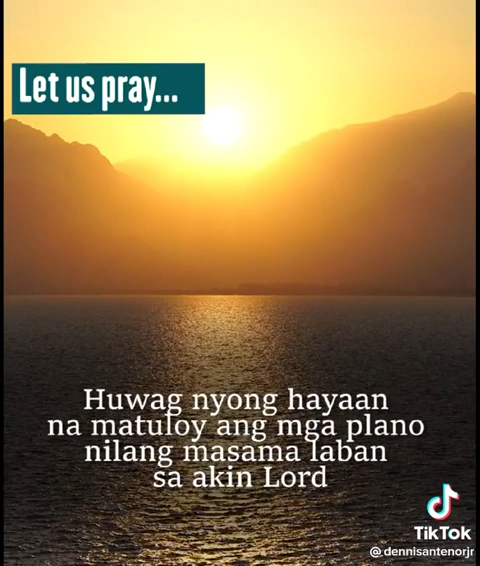 Let us pray...
Huwag nyong hayaan
na matuloy ang mga plano
nilang masama laban
sa akin Lord
TikTok
@dennisantenorjr